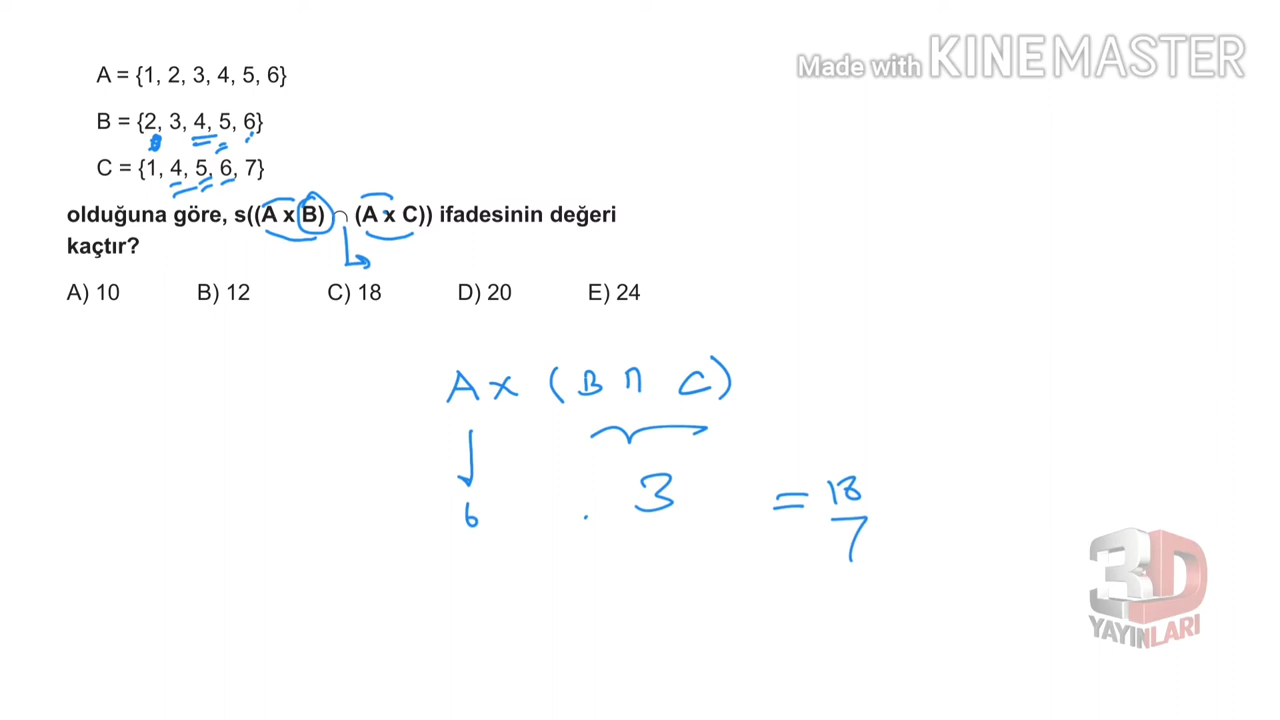 Made with KINEMASTER
A = {1, 2, 3, 4, 5, 6}
B = {2, 3, 4, 5, 6}
C = {1, 4, 5, 6, 7}
olduğuna göre, s((A x B) ∩ (A x C)) ifadesinin değeri
kaçtır?
A) 10 B) 12 C) 18 D) 20 E) 24
A x (B ∩ C)
6 . 3 = 18
3D
YAYINLARI